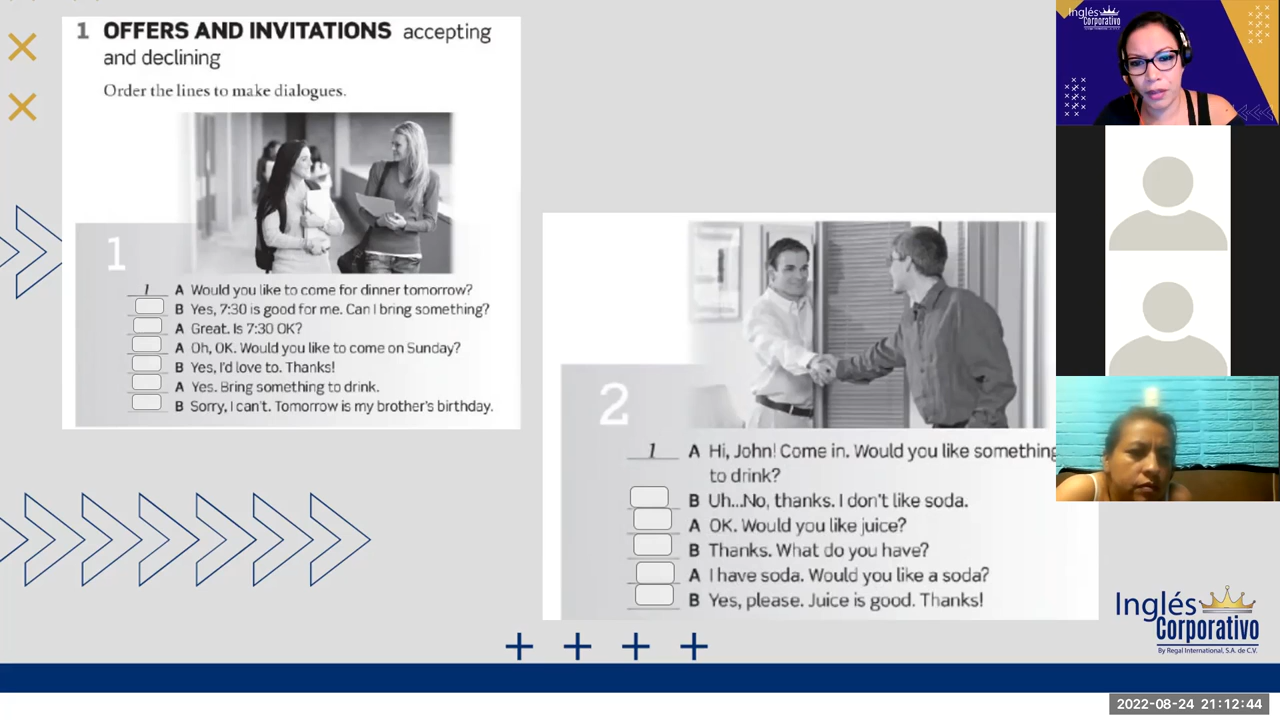 1 OFFERS AND INVITATIONS accepting
and declining
Order the lines to make dialogues.
1
1 A Would you like to come for dinner tomorrow?
B Yes, 7:30 is good for me. Can I bring something?
A Great. Is 7:30 OK?
A Oh, OK. Would you like to come on Sunday?
B Yes, I'd love to. Thanks!
A Yes. Bring something to drink.
B Sorry, I can't. Tomorrow is my brother's birthday.
2
1 A Hi, John! Come in. Would you like something
to drink?
B Uh...No, thanks. I don't like soda.
A OK. Would you like juice?
B Thanks. What do you have?
A I have soda. Would you like a soda?
B Yes, please. Juice is good. Thanks!
Inglés
Corporativo
Inglés
Corporativo
By Regal International, S.A. de C.V.
2022-08-24 21:12:44